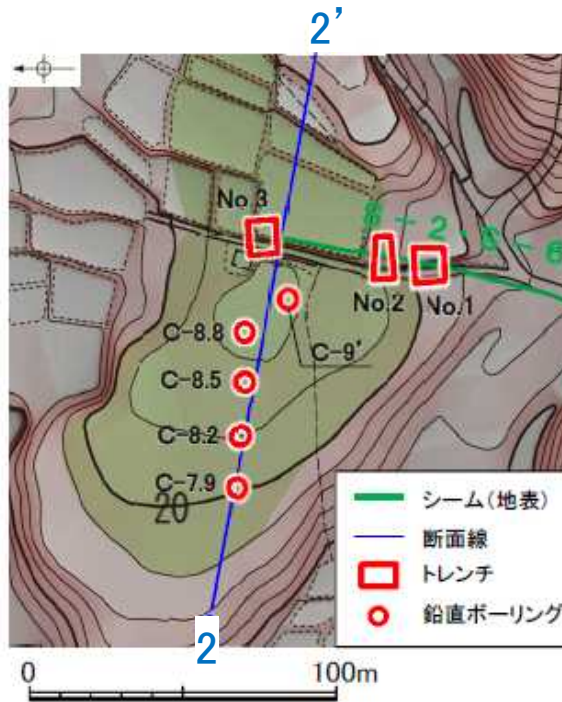 2’
No.3
S-2・S-6
No.2
No.1
C-8.8
C-9’
C-8.5
C-8.2
C-7.9
20
シーム(地表)
断面線
トレンチ
鉛直ボーリング
2
0
100m